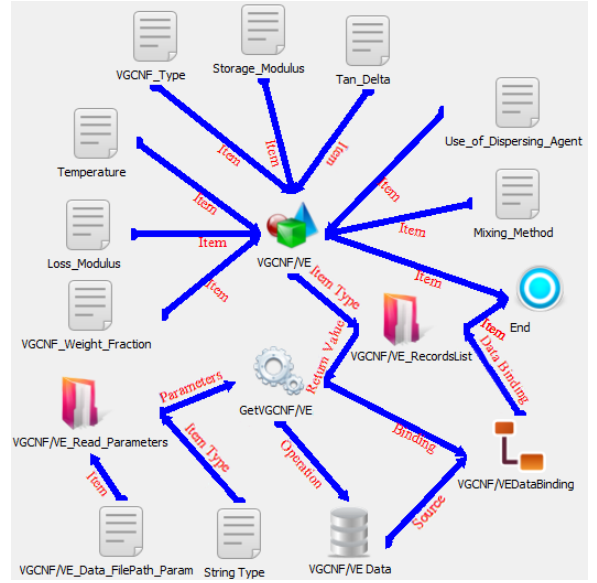 VGCNF_Type
Storage_Modulus
Tan_Delta
Use_of_Dispersing_Agent
Temperature
Item
Item
Item
Item
Item
Mixing_Method
Item
Item
Loss_Modulus
VGCNF/VE
Item
Item
Item Type
End
VGCNF_Weight_Fraction
Return Value
VGCNF/VE_RecordsList
Item
Data Binding
Parameters
GetVGCNF/VE
VGCNF/VE_Read_Parameters
Item Type
Operation
Binding
VGCNF/VEDataBinding
Item
Source
VGCNF/VE_Data_FilePath_Param
String Type
VGCNF/VE Data